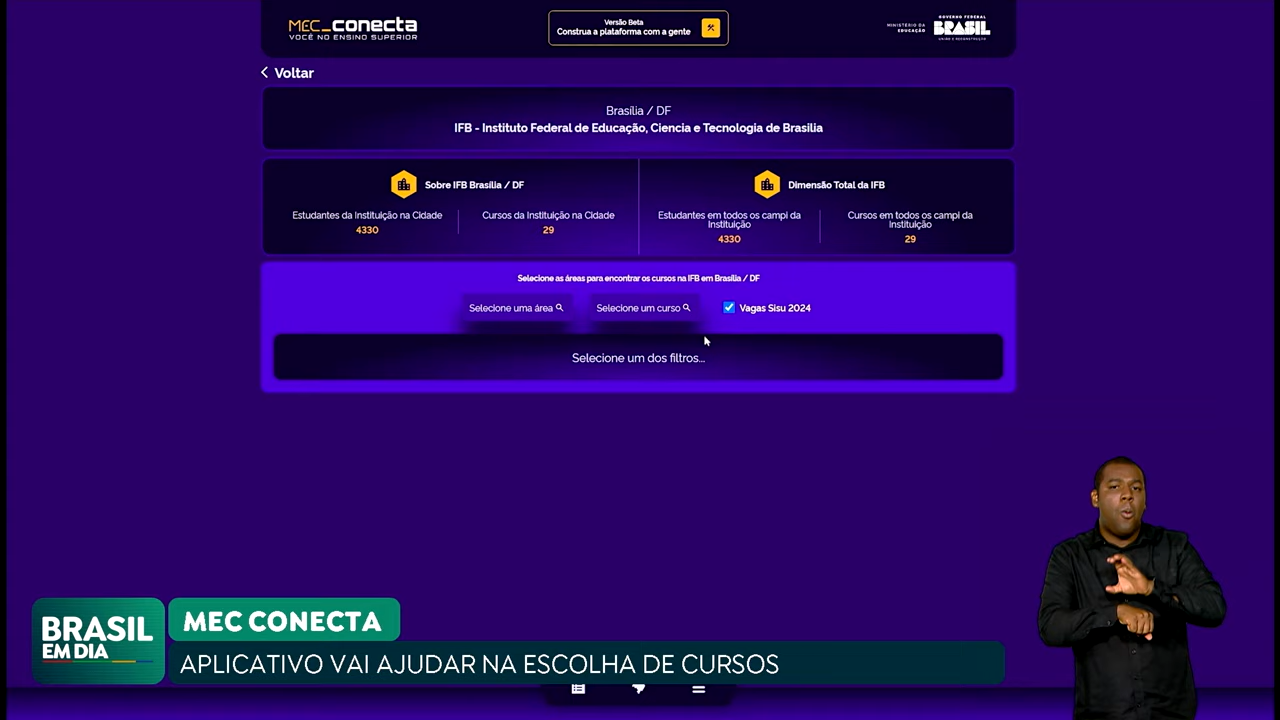 MEC_conecta
VOCÊ NO ENSINO SUPERIOR
Versão Beta
Construa a plataforma com a gente
MINISTÉRIO DA
EDUCAÇÃO
GOVERNO FEDERAL
BRASIL
UNIÃO E RECONSTRUÇÃO
Voltar
Brasília / DF
IFB - Instituto Federal de Educação, Ciencia e Tecnologia de Brasilia
Sobre IFB Brasília / DF
Estudantes da Instituição na Cidade
4330
Cursos da Instituição na Cidade
29
Dimensão Total da IFB
Estudantes em todos os campi da
Instituição
4330
Cursos em todos os campi da
Instituição
29
Selecione as áreas para encontrar os cursos na IFB em Brasília / DF
Selecione uma área
Selecione um curso
Vagas Sisu 2024
Selecione um dos filtros...
BRASIL
EM DIA
MEC CONECTA
APLICATIVO VAI AJUDAR NA ESCOLHA DE CURSOS